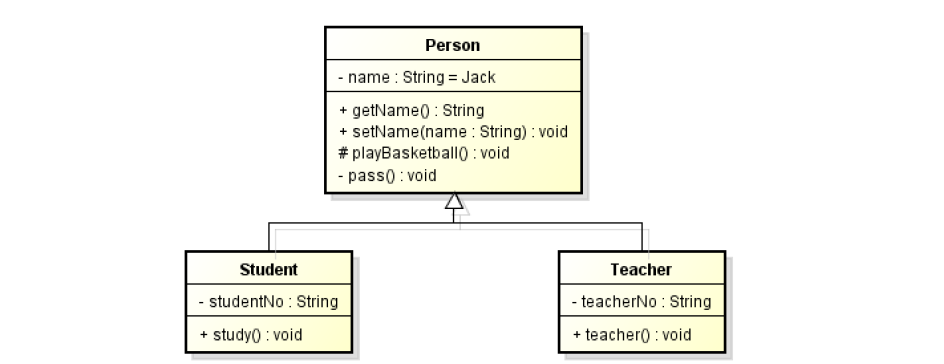 Person
- name : String = Jack
+ getName() : String
+ setName(name : String) : void
# playBasketball() : void
- pass() : void
Student
- studentNo : String
+ study() : void
Teacher
- teacherNo : String
+ teacher() : void